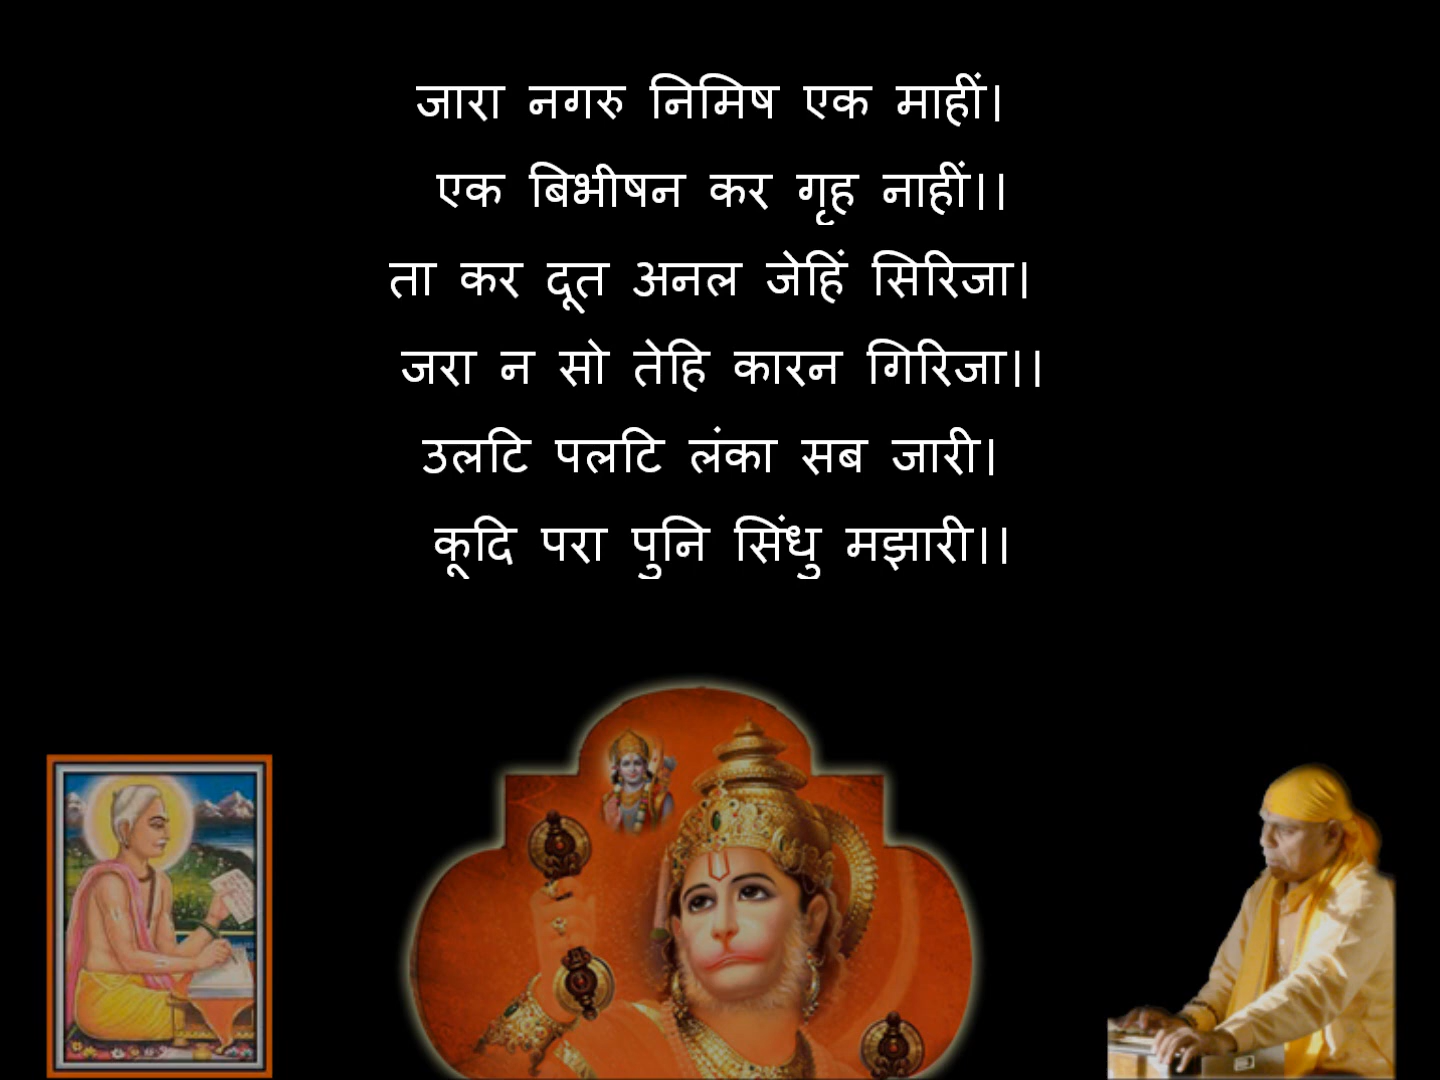 जारा नगरु निमिष एक माहीं।
एक बिभीषन कर गृह नाहीं।।
ता कर दूत अनल जेहिं सिरिजा।
जरा न सो तेहि कारन गिरिजा।।
उलटि पलटि लंका सब जारी।
कूदि परा पुनि सिंधु मझारी।।